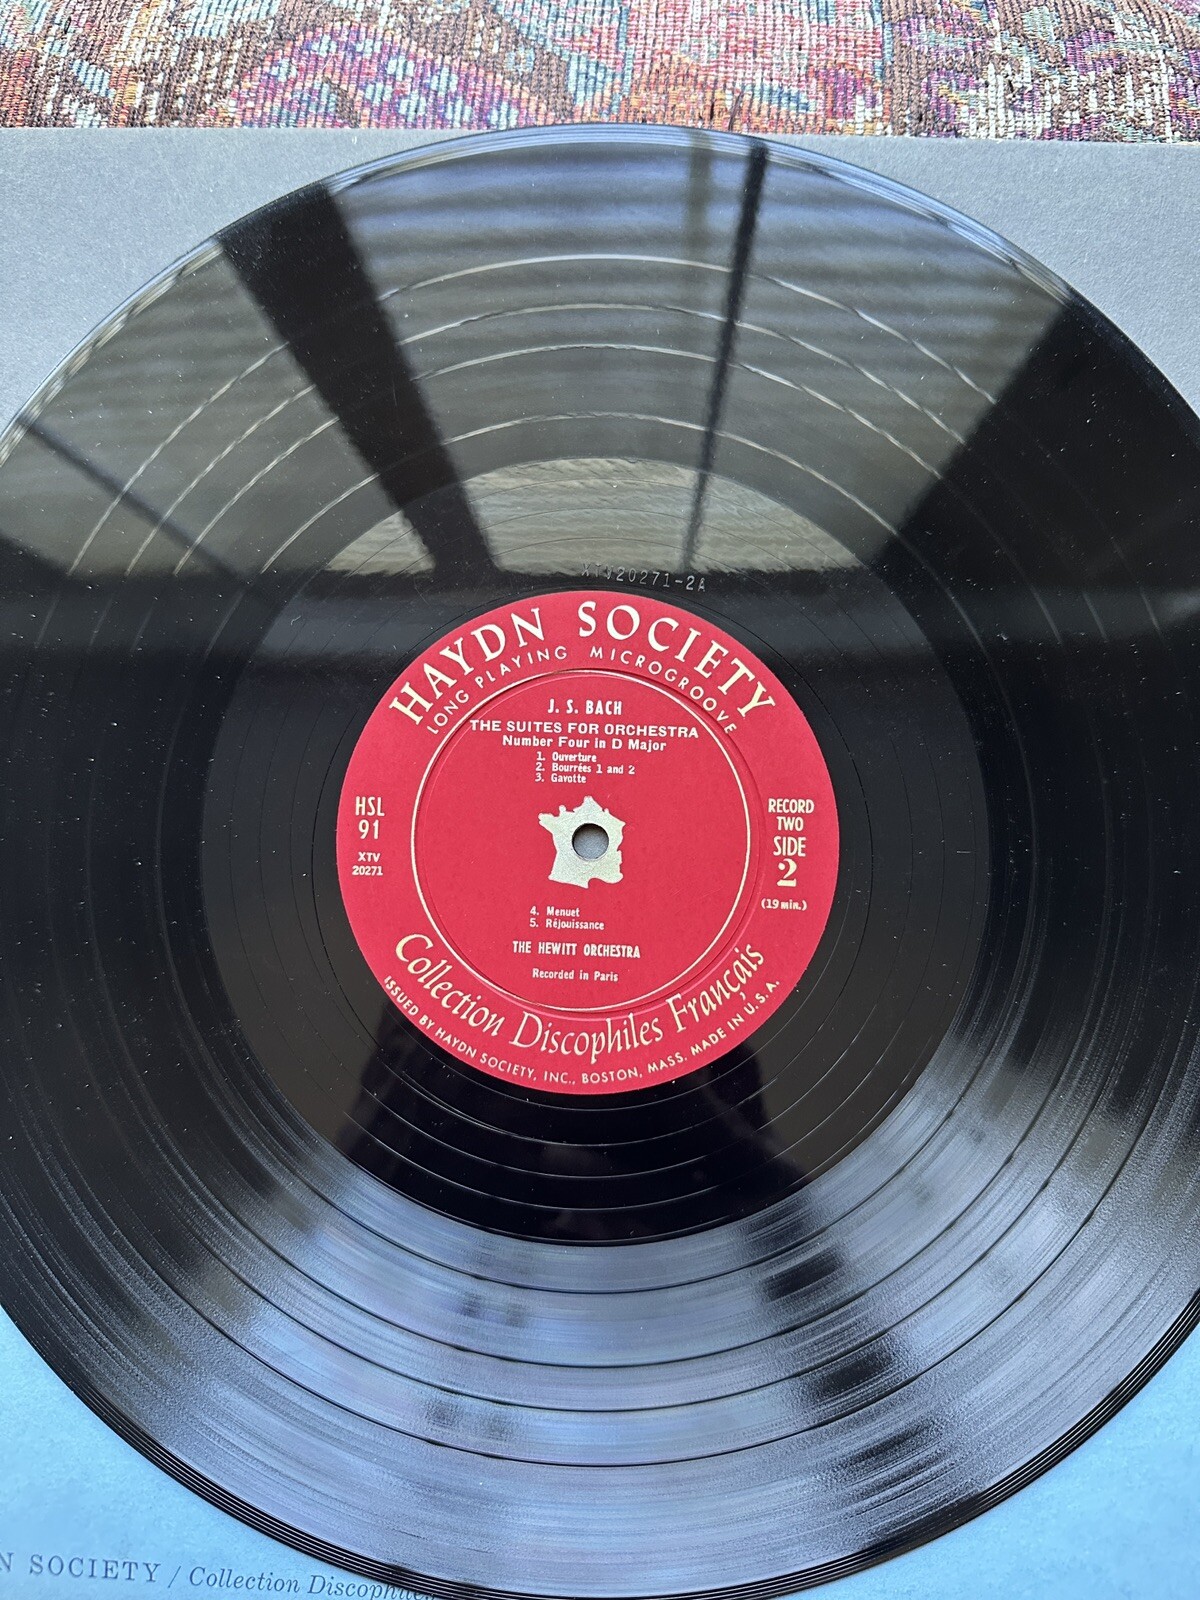 XTV20271-2A
HAYDN SOCIETY
LONG PLAYING MICROGROOVE
J. S. BACH
THE SUITES FOR ORCHESTRA
Number Four in D Major
1. Ouverture
2. Bourrées 1 and 2
3. Gavotte
HSL
91
XTV
20271
RECORD
TWO
SIDE
2
(19 min.)
4. Menuet
5. Réjouissance
THE HEWITT ORCHESTRA
Recorded in Paris
Collection Discophiles Français
ISSUED BY HAYDN SOCIETY, INC., BOSTON, MASS. MADE IN U.S.A.
N SOCIETY / Collection Discophiles